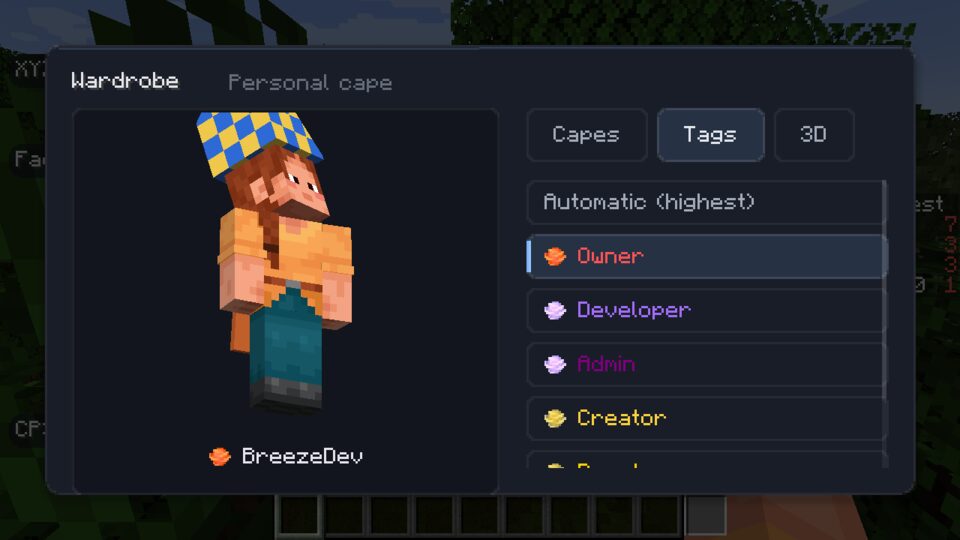 Wardrobe
Personal cape
Capes
Tags
3D
Automatic (highest)
Owner
Developer
Admin
Creator
BreezeDev